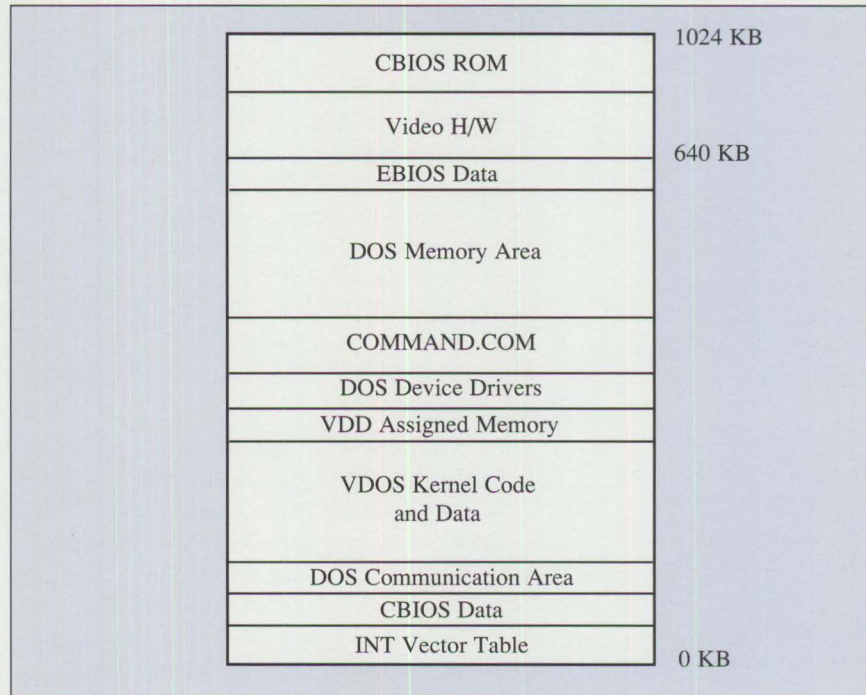 1024 KB
CBIOS ROM
Video H/W
640 KB
EBIOS Data
DOS Memory Area
COMMAND.COM
DOS Device Drivers
VDD Assigned Memory
VDOS Kernel Code
and Data
DOS Communication Area
CBIOS Data
INT Vector Table
0 KB